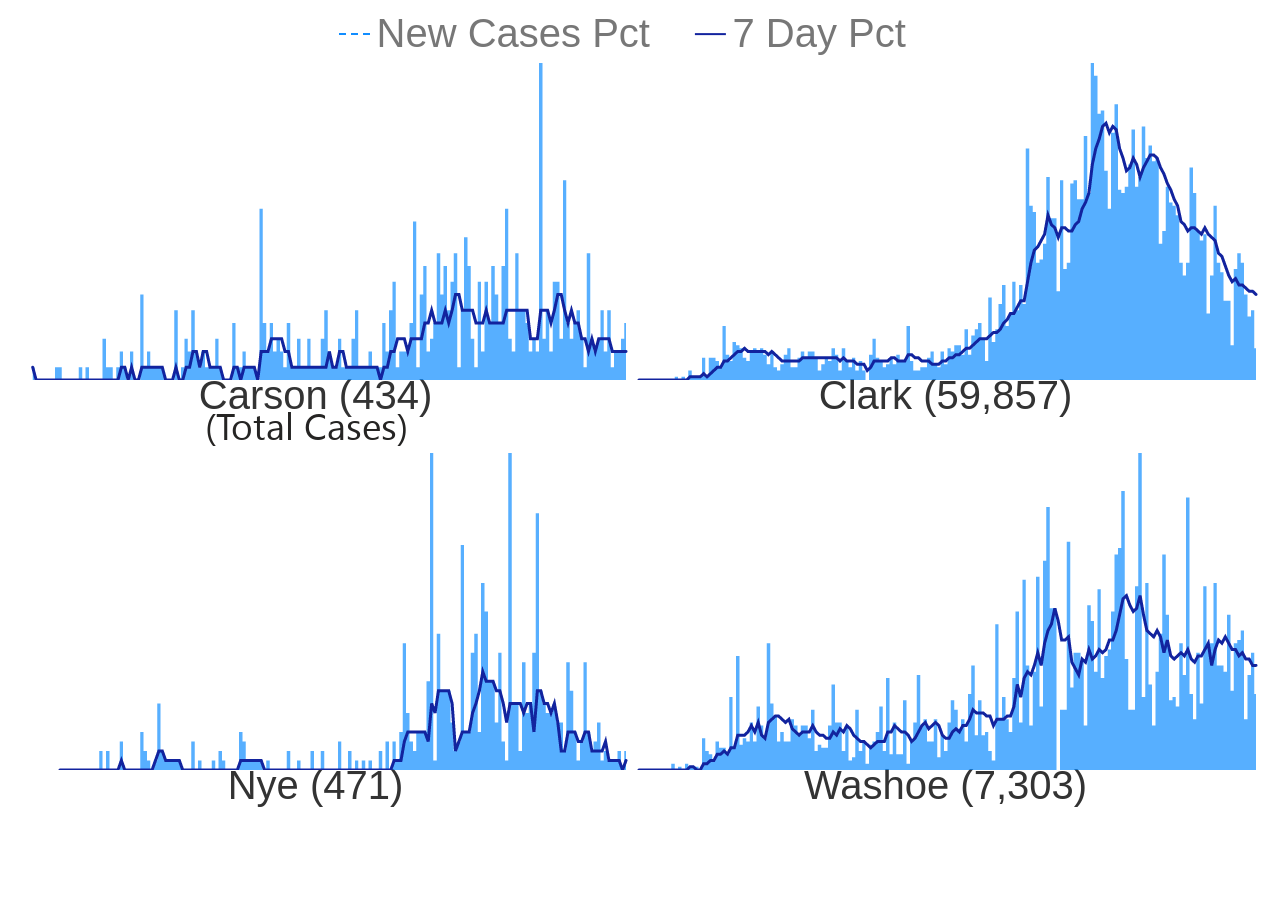 New Cases Pct 7 Day Pct
Carson (434) Clark (59,857)
(Total Cases)
Nye (471) Washoe (7,303)